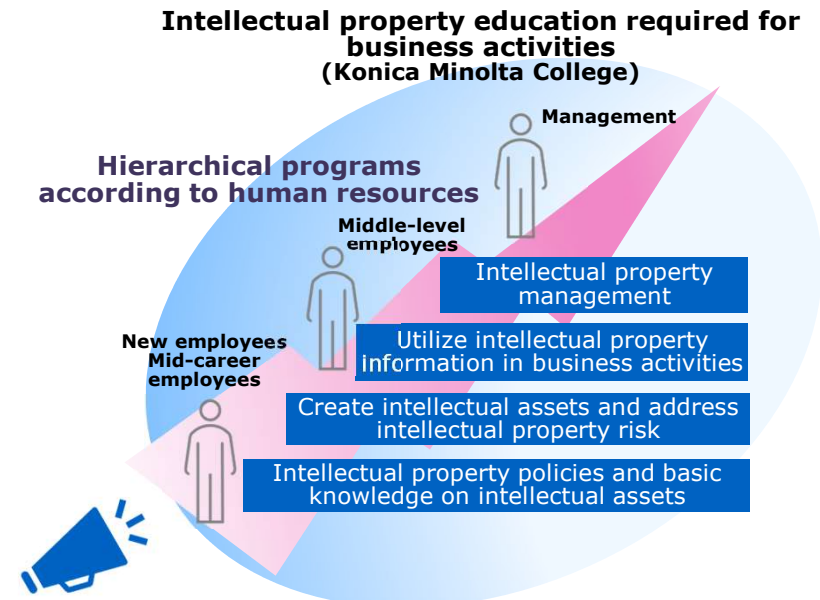 Intellectual property education required for
business activities
(Konica Minolta College)
Management
Hierarchical programs
according to human resources
Middle-level
employees
Intellectual property
management
New employees
Mid-career
employees
Utilize intellectual property
information in business activities
Create intellectual assets and address
intellectual property risk
Intellectual property policies and basic
knowledge on intellectual assets